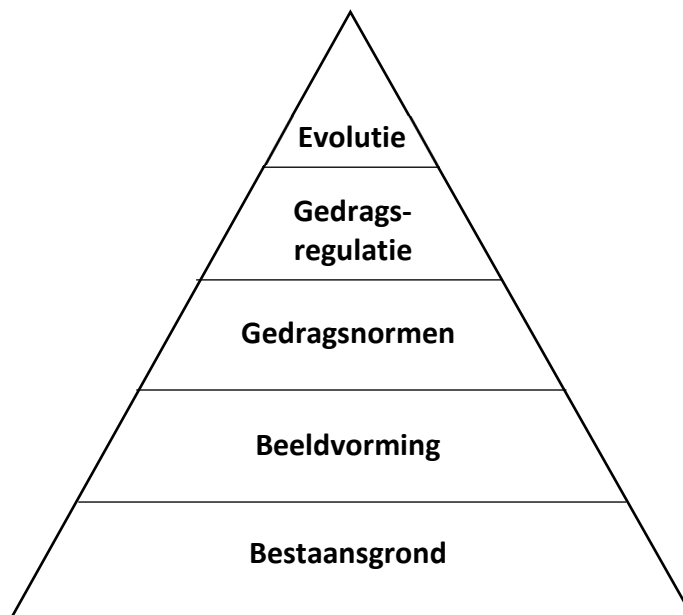 Evolutie
Gedrags-
regulatie
Gedragsnormen
Beeldvorming
Bestaansgrond